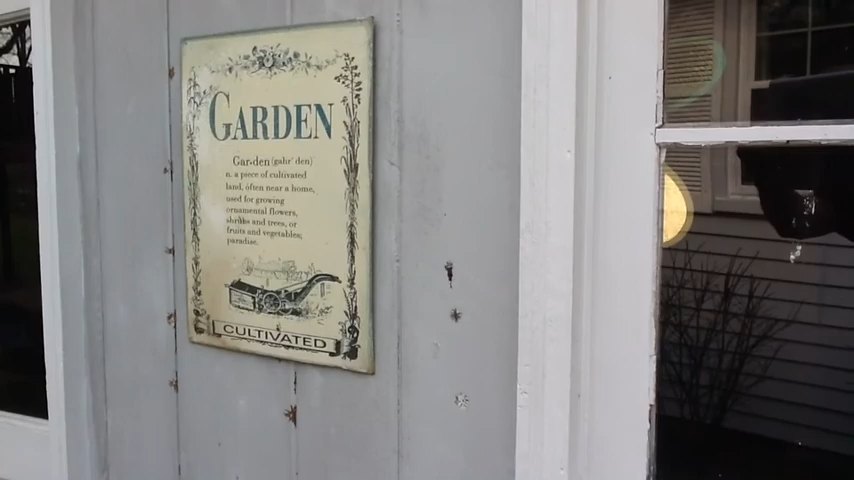 GARDEN
Gar-den (gahr' den)
n. a piece of cultivated
land, often near a home,
used for growing
ornamental flowers,
shrubs and trees, or
fruits and vegetables;
paradise.
CULTIVATED